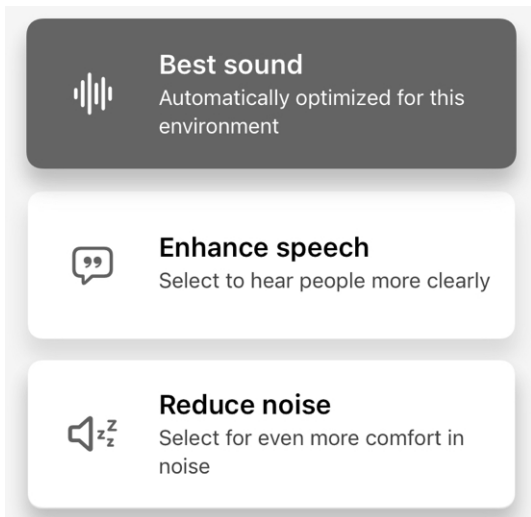 Best sound
Automatically optimized for this
environment
Enhance speech
Select to hear people more clearly
Reduce noise
Select for even more comfort in
noise